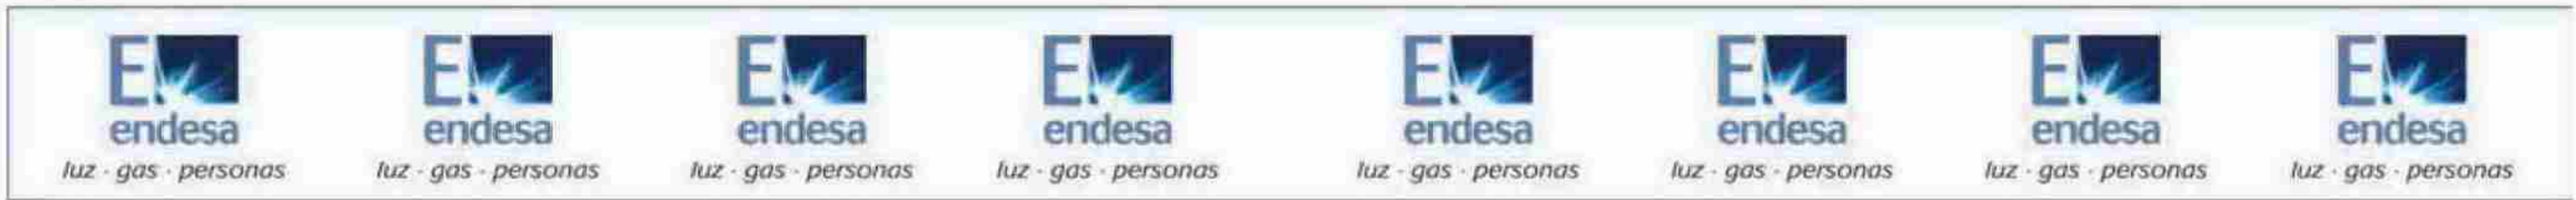 E E E E E E E E
endesa endesa endesa endesa endesa endesa endesa endesa
luz · gas · personas luz · gas · personas luz · gas · personas luz · gas · personas luz · gas · personas luz · gas · personas luz · gas · personas luz · gas · personas